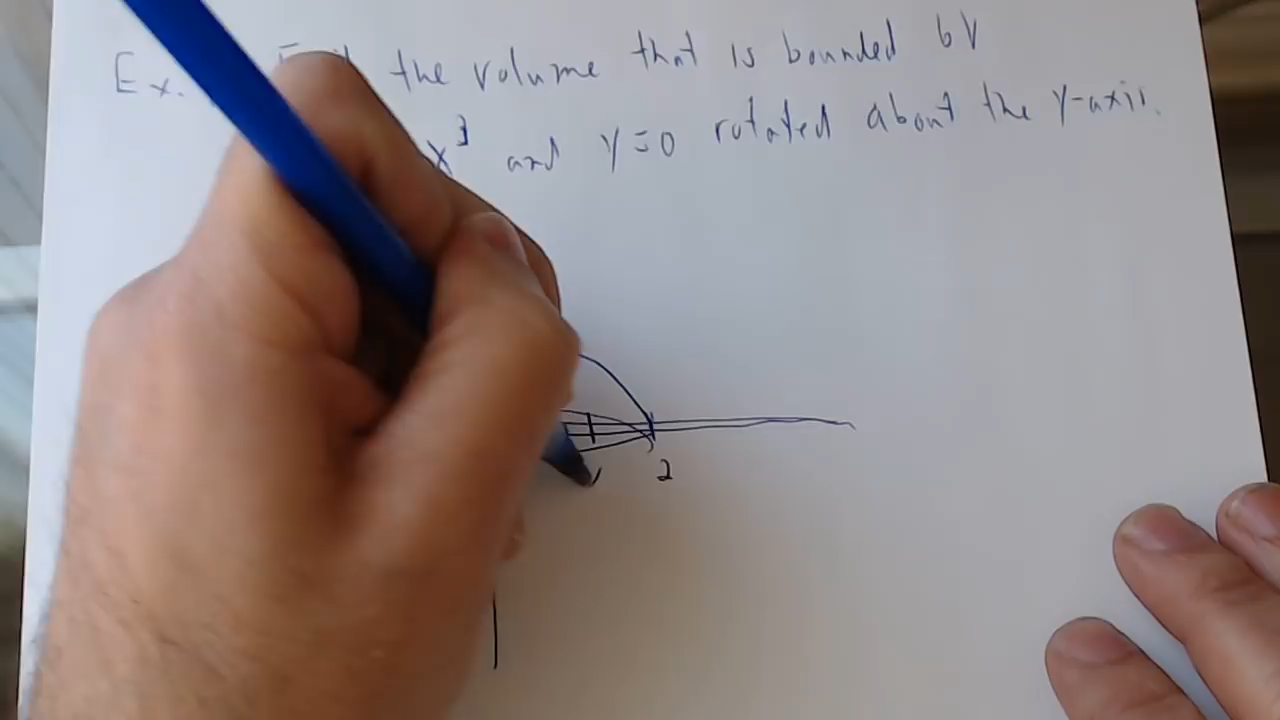 Ex. the volume that is bounded by
x³ and y=0 rotated about the y-axis.
2